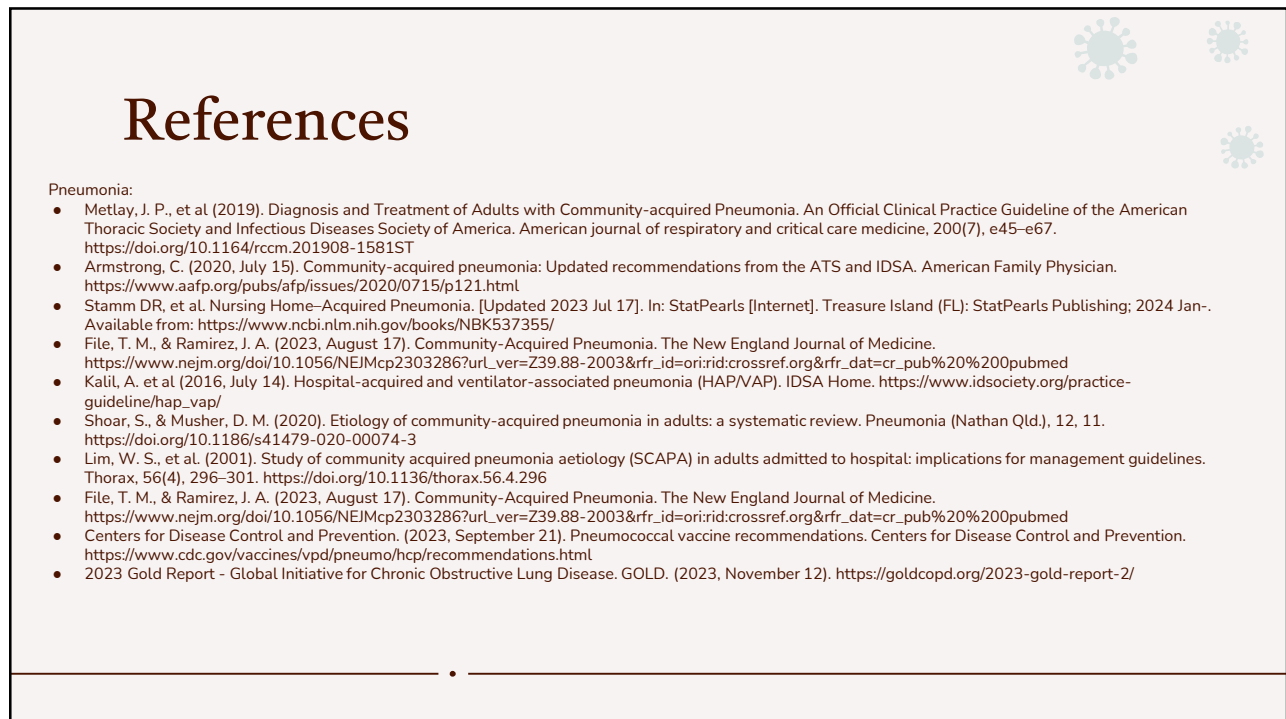 References
Pneumonia:
● Metlay, J. P., et al (2019). Diagnosis and Treatment of Adults with Community-acquired Pneumonia. An Official Clinical Practice Guideline of the American
Thoracic Society and Infectious Diseases Society of America. American journal of respiratory and critical care medicine, 200(7), e45–e67.
https://doi.org/10.1164/rccm.201908-1581ST
● Armstrong, C. (2020, July 15). Community-acquired pneumonia: Updated recommendations from the ATS and IDSA. American Family Physician.
https://www.aafp.org/pubs/afp/issues/2020/0715/p121.html
● Stamm DR, et al. Nursing Home–Acquired Pneumonia. [Updated 2023 Jul 17]. In: StatPearls [Internet]. Treasure Island (FL): StatPearls Publishing; 2024 Jan-.
Available from: https://www.ncbi.nlm.nih.gov/books/NBK537355/
● File, T. M., & Ramirez, J. A. (2023, August 17). Community-Acquired Pneumonia. The New England Journal of Medicine.
https://www.nejm.org/doi/10.1056/NEJMcp2303286?url_ver=Z39.88-2003&rfr_id=ori:rid:crossref.org&rfr_dat=cr_pub%20%200pubmed
● Kalil, A. et al (2016, July 14). Hospital-acquired and ventilator-associated pneumonia (HAP/VAP). IDSA Home. https://www.idsociety.org/practice-
guideline/hap_vap/
● Shoar, S., & Musher, D. M. (2020). Etiology of community-acquired pneumonia in adults: a systematic review. Pneumonia (Nathan Qld.), 12, 11.
https://doi.org/10.1186/s41479-020-00074-3
● Lim, W. S., et al. (2001). Study of community acquired pneumonia aetiology (SCAPA) in adults admitted to hospital: implications for management guidelines.
Thorax, 56(4), 296–301. https://doi.org/10.1136/thorax.56.4.296
● File, T. M., & Ramirez, J. A. (2023, August 17). Community-Acquired Pneumonia. The New England Journal of Medicine.
https://www.nejm.org/doi/10.1056/NEJMcp2303286?url_ver=Z39.88-2003&rfr_id=ori:rid:crossref.org&rfr_dat=cr_pub%20%200pubmed
● Centers for Disease Control and Prevention. (2023, September 21). Pneumococcal vaccine recommendations. Centers for Disease Control and Prevention.
https://www.cdc.gov/vaccines/vpd/pneumo/hcp/recommendations.html
● 2023 Gold Report - Global Initiative for Chronic Obstructive Lung Disease. GOLD. (2023, November 12). https://goldcopd.org/2023-gold-report-2/